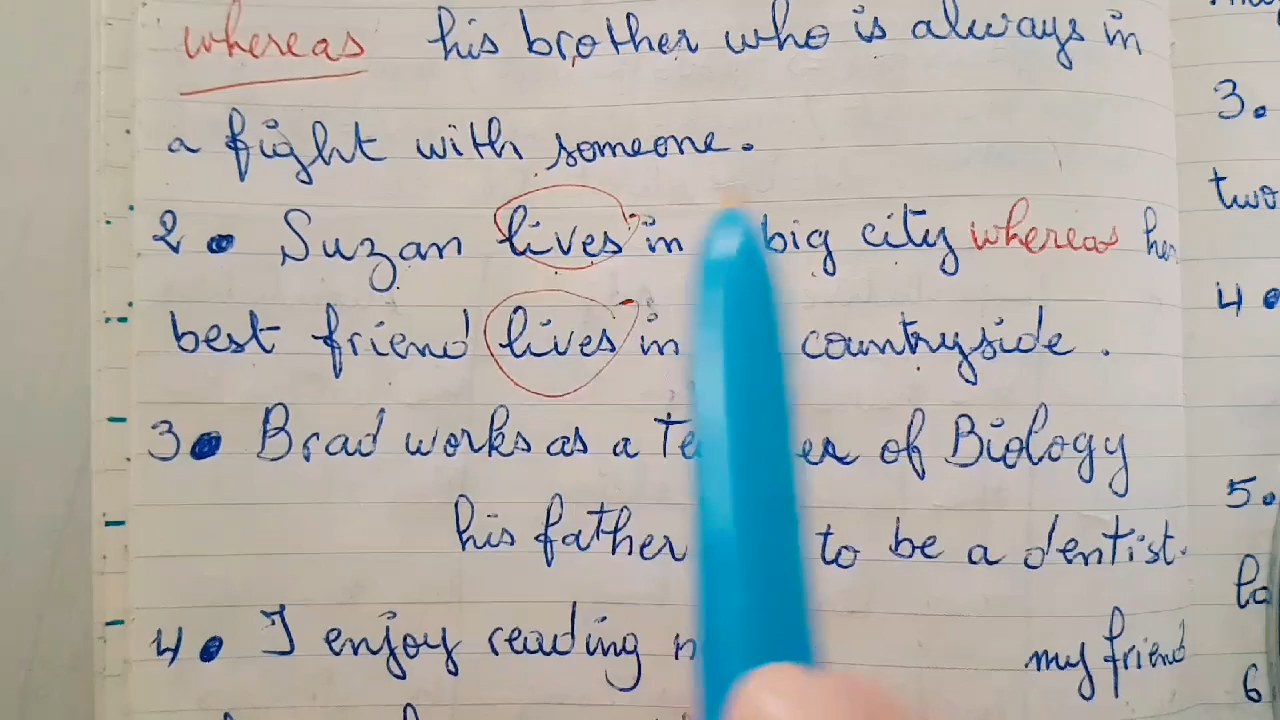 whereas his brother who is always in
a fight with someone.
2. Suzan lives in big city whereas her
best friend lives in countryside.
3. Brad works as a of Biology
his father to be a dentist.
4. I enjoy reading my friend
3.
two
4.
5.
6